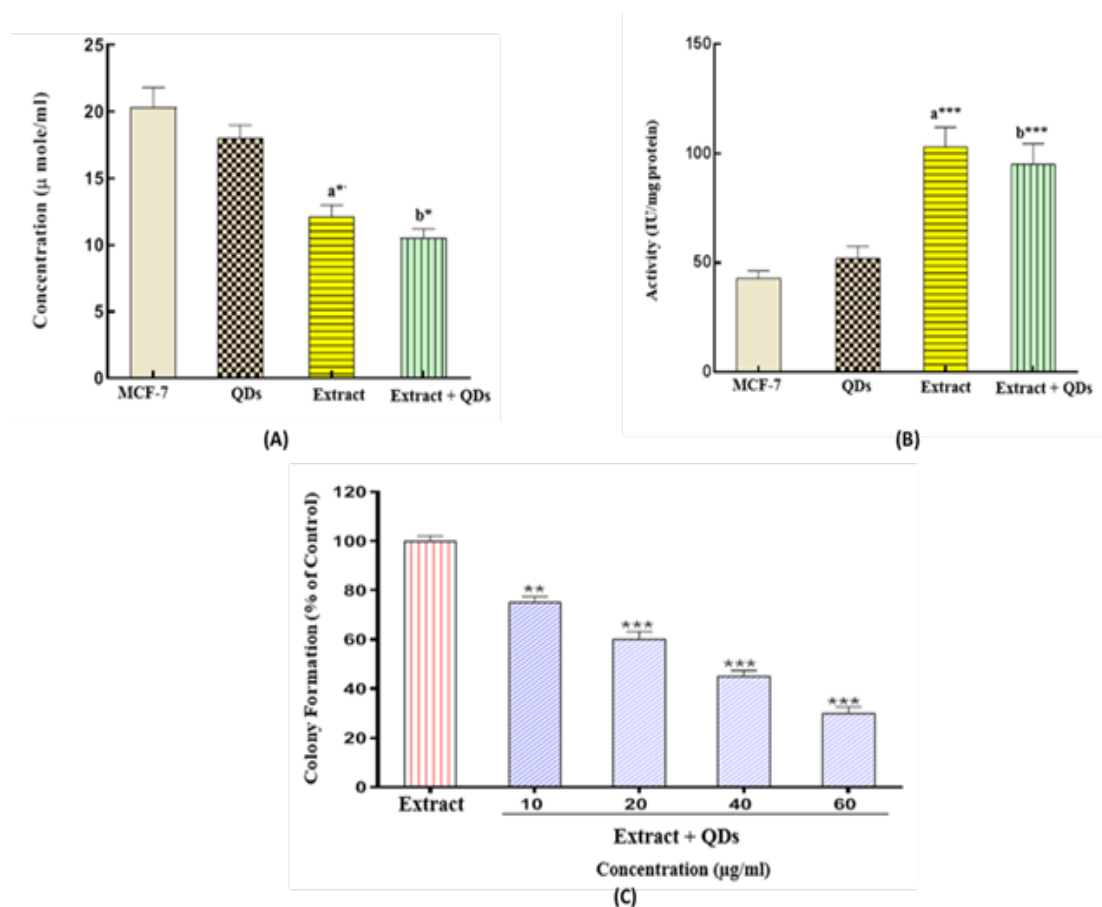 Concentration (µ mole/ml)
25
20
15
10
5
0
a**
b*
MCF-7 QDs Extract Extract + QDs
(A)
Activity (IU/mg protein)
150
100
50
0
a***
b***
MCF-7 QDs Extract Extract + QDs
(B)
Colony Formation (% of Control)
120
100
80
60
40
20
0
**
***
***
***
Extract 10 20 40 60
Extract + QDs
Concentration (µg/ml)
(C)